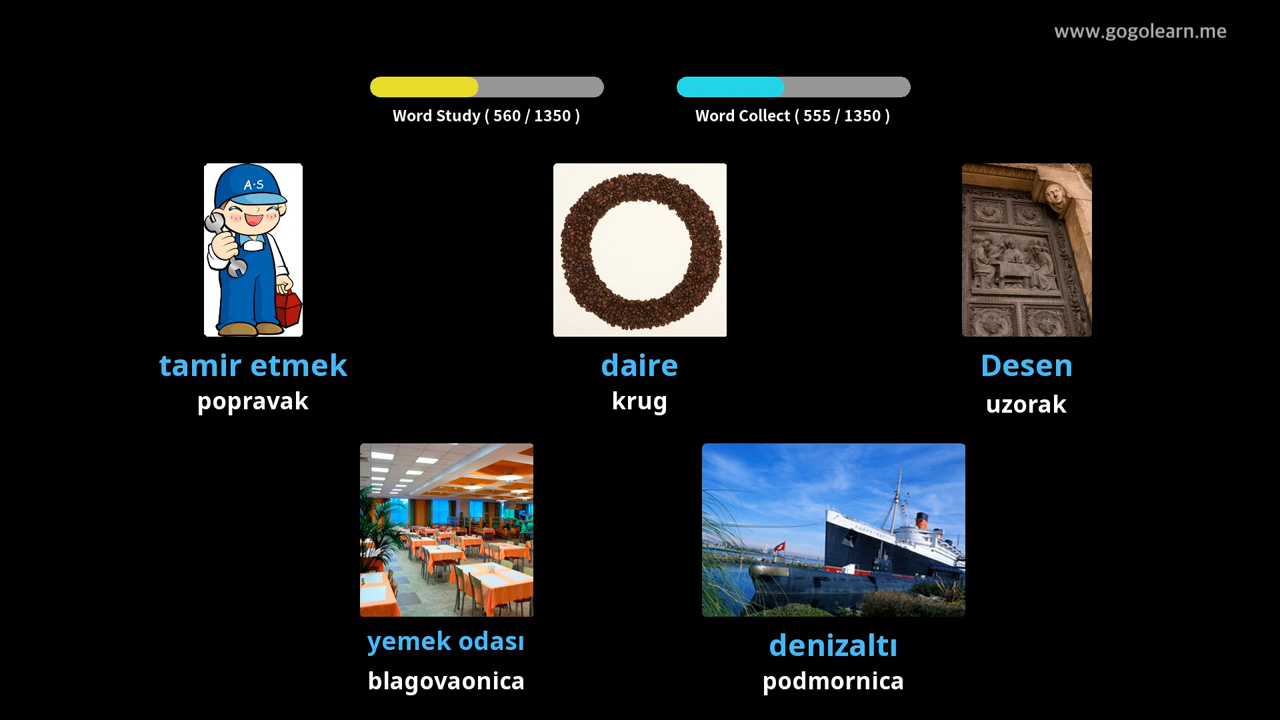 www.gogolearn.me
Word Study ( 560 / 1350 )
Word Collect ( 555 / 1350 )
A·S
tamir etmek
popravak
daire
krug
Desen
uzorak
yemek odası
blagovaonica
denizaltı
podmornica